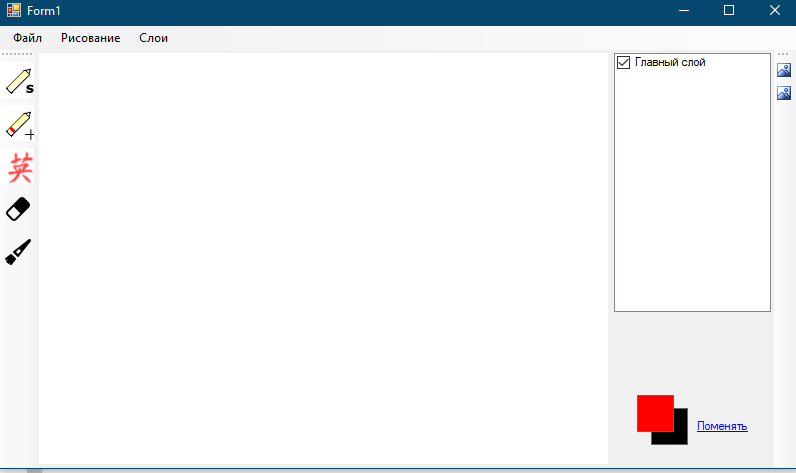 Form1
Файл Рисование Слои
Главный слой
s
英
Поменять